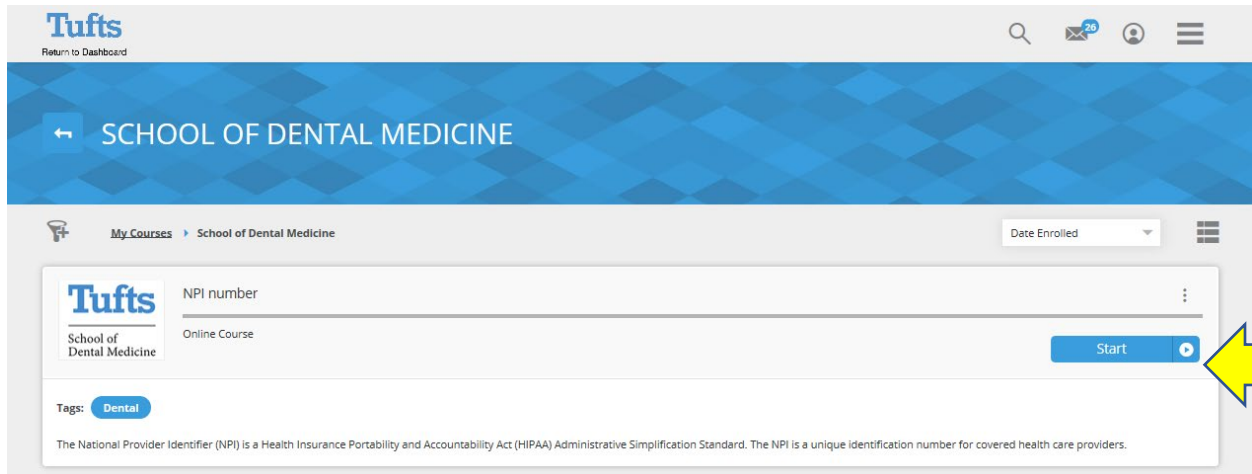 Tufts
Return to Dashboard
26
SCHOOL OF DENTAL MEDICINE
My Courses School of Dental Medicine
Date Enrolled
Tufts
School of
Dental Medicine
NPI number
Online Course
Start
Tags: Dental
The National Provider Identifier (NPI) is a Health Insurance Portability and Accountability Act (HIPAA) Administrative Simplification Standard. The NPI is a unique identification number for covered health care providers.